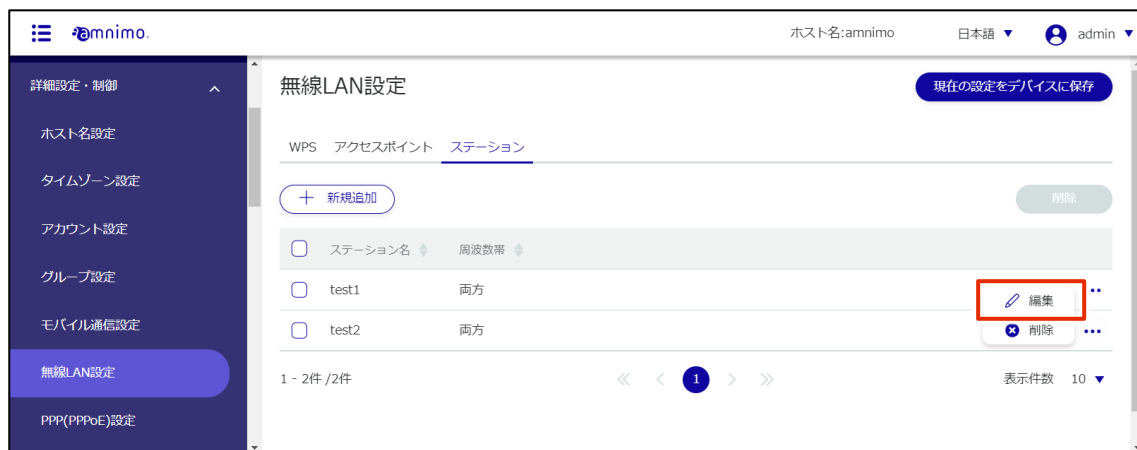 amnimo.
ホスト名:amnimo
日本語 ▼
admin ▼
詳細設定・制御
ホスト名設定
タイムゾーン設定
アカウント設定
グループ設定
モバイル通信設定
無線LAN設定
PPP(PPPoE)設定
無線LAN設定
現在の設定をデバイスに保存
WPS アクセスポイント ステーション
+ 新規追加
削除
ステーション名 周波数帯
test1 両方
編集
test2 両方
削除
1 - 2件 /2件
1
表示件数 10 ▼